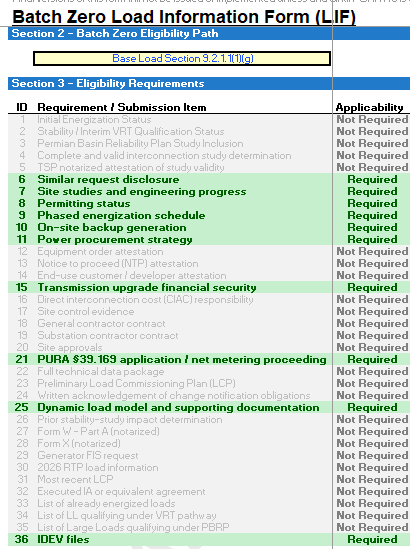 Batch Zero Load Information Form (LIF)
Section 2 - Batch Zero Eligibility Path
Base Load Section 9.2.1.1(1)(g)
Section 3 - Eligibility Requirements
ID Requirement / Submission Item Applicability
1 Initial Energization Status Not Required
2 Stability / Interim VRT Qualification Status Not Required
3 Permian Basin Reliability Plan Study Inclusion Not Required
4 Complete and valid interconnection study determination Not Required
5 TSP notarized attestation of study validity Not Required
6 Similar request disclosure Required
7 Site studies and engineering progress Required
8 Permitting status Required
9 Phased energization schedule Required
10 On-site backup generation Required
11 Power procurement strategy Required
12 Equipment order attestation Not Required
13 Notice to proceed (NTP) attestation Not Required
14 End-use customer / developer attestation Not Required
15 Transmission upgrade financial security Required
16 Direct interconnection cost (CIAC) responsibility Not Required
17 Site control evidence Not Required
18 General contractor contract Not Required
19 Substation contractor contract Not Required
20 Site approvals Not Required
21 PURA §39.169 application / net metering proceeding Required
22 Full technical data package Not Required
23 Preliminary Load Commissioning Plan (LCP) Not Required
24 Written acknowledgement of change notification obligations Not Required
25 Dynamic load model and supporting documentation Required
26 Prior stability-study impact determination Not Required
27 Form W - Part A (notarized) Not Required
28 Form X (notarized) Not Required
29 Generator FIS request Not Required
30 2026 RTP load information Not Required
31 Most recent LCP Not Required
32 Executed IA or equivalent agreement Not Required
33 List of already energized loads Not Required
34 List of LL qualifying under VRT pathway Not Required
35 List of Large Loads qualifying under PBRP Not Required
36 IDEV files Required